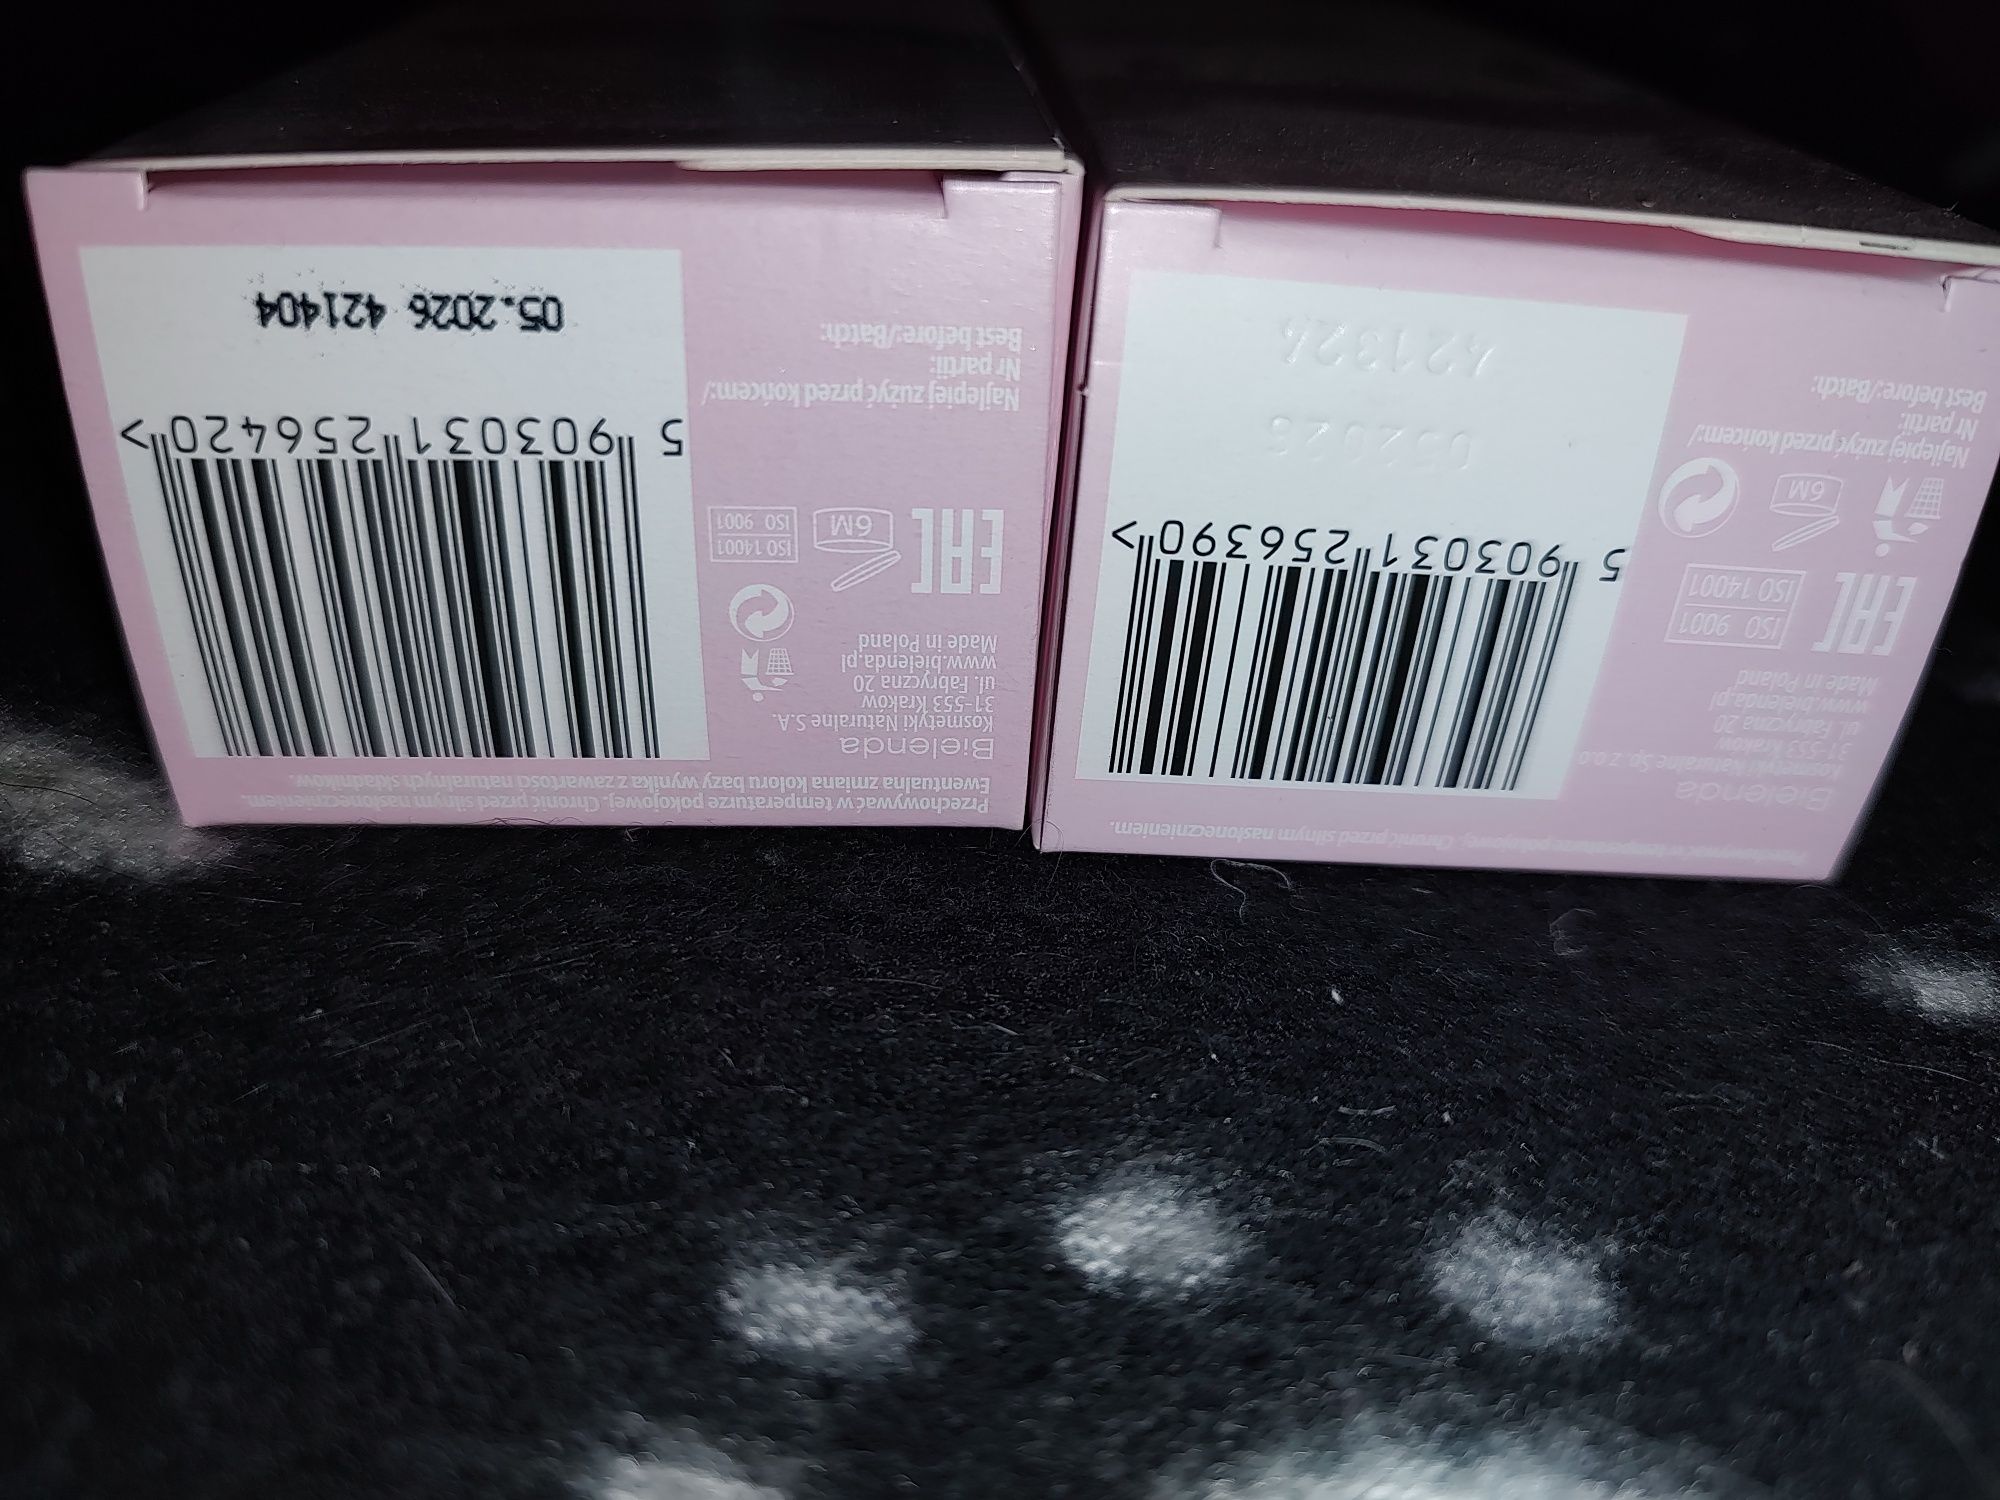 Przechowywać w temperaturze pokojowej. Chronić przed silnym nasłonecznieniem.
Ewentualna zmiana koloru bazy wynika z zawartości naturalnych składników.
Bielenda
Kosmetyki Naturalne S.A.
31-553 Kraków
ul. Fabryczna 20
www.bielenda.pl
Made in Poland
EAC
6M
ISO 14001
ISO 9001
Najlepiej zużyć przed końcem:/
Nr partii:
Best before:/Batch:
5 903031 256420 >
05.2026 421404
Przechowywać w temperaturze pokojowej. Chronić przed silnym nasłonecznieniem.
Bielenda
Kosmetyki Naturalne Sp. z o.o
31-553 Kraków
ul. Fabryczna 20
www.bielenda.pl
Made in Poland
EAC
ISO 9001
ISO 14001
6M
Najlepiej zużyć przed końcem:/
Nr partii:
Best before:/Batch:
5 903031 256390 >